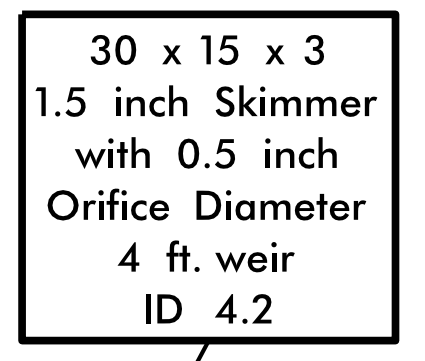 30 x 15 x 3
1.5 inch Skimmer
with 0.5 inch
Orifice Diameter
4 ft. weir
ID 4.2